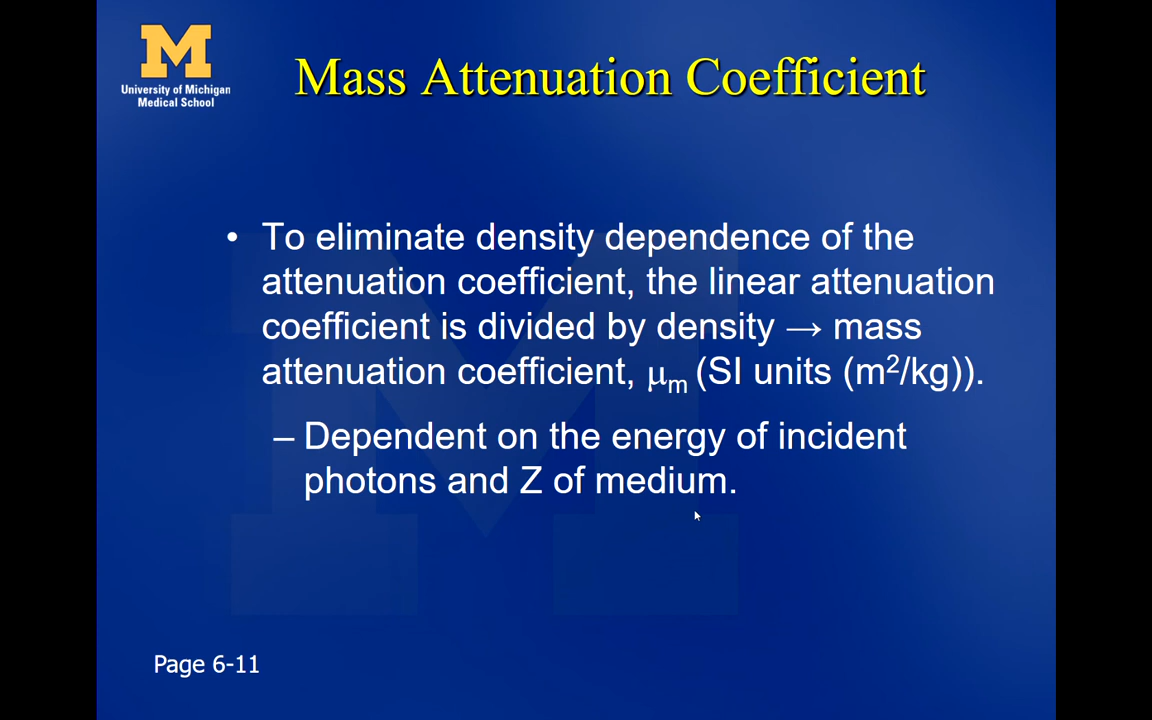 University of Michigan
Medical School
Mass Attenuation Coefficient
• To eliminate density dependence of the
attenuation coefficient, the linear attenuation
coefficient is divided by density → mass
attenuation coefficient, μₘ (SI units (m²/kg)).
– Dependent on the energy of incident
photons and Z of medium.
Page 6-11